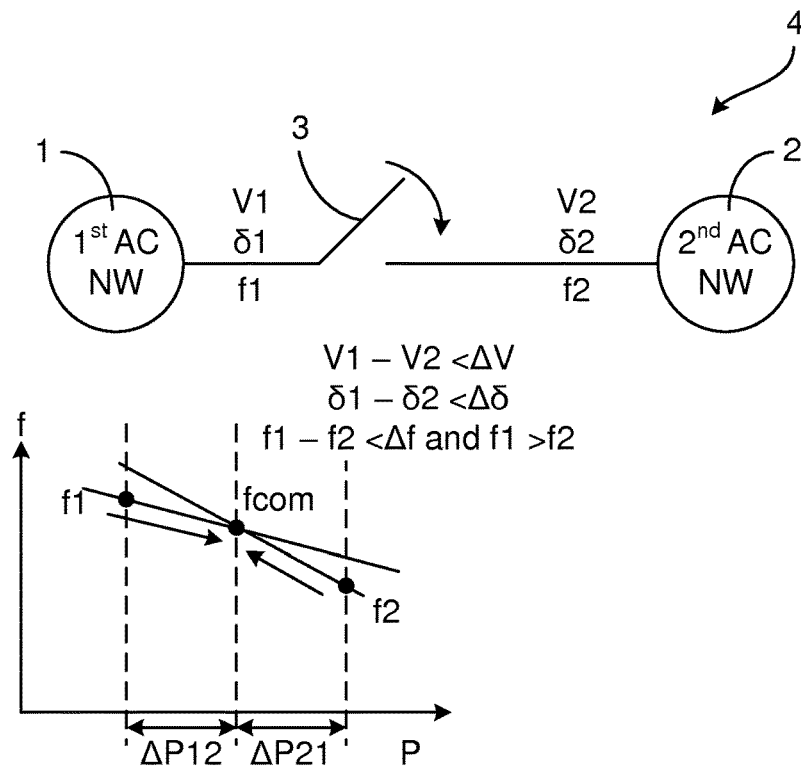 4
1
3
2
V1
V2
1st AC
NW
δ1
δ2
2nd AC
NW
f1
f2
V1 – V2 <ΔV
δ1 – δ2 <Δδ
f1 – f2 <Δf and f1 >f2
f
f1
fcom
f2
ΔP12
ΔP21
P